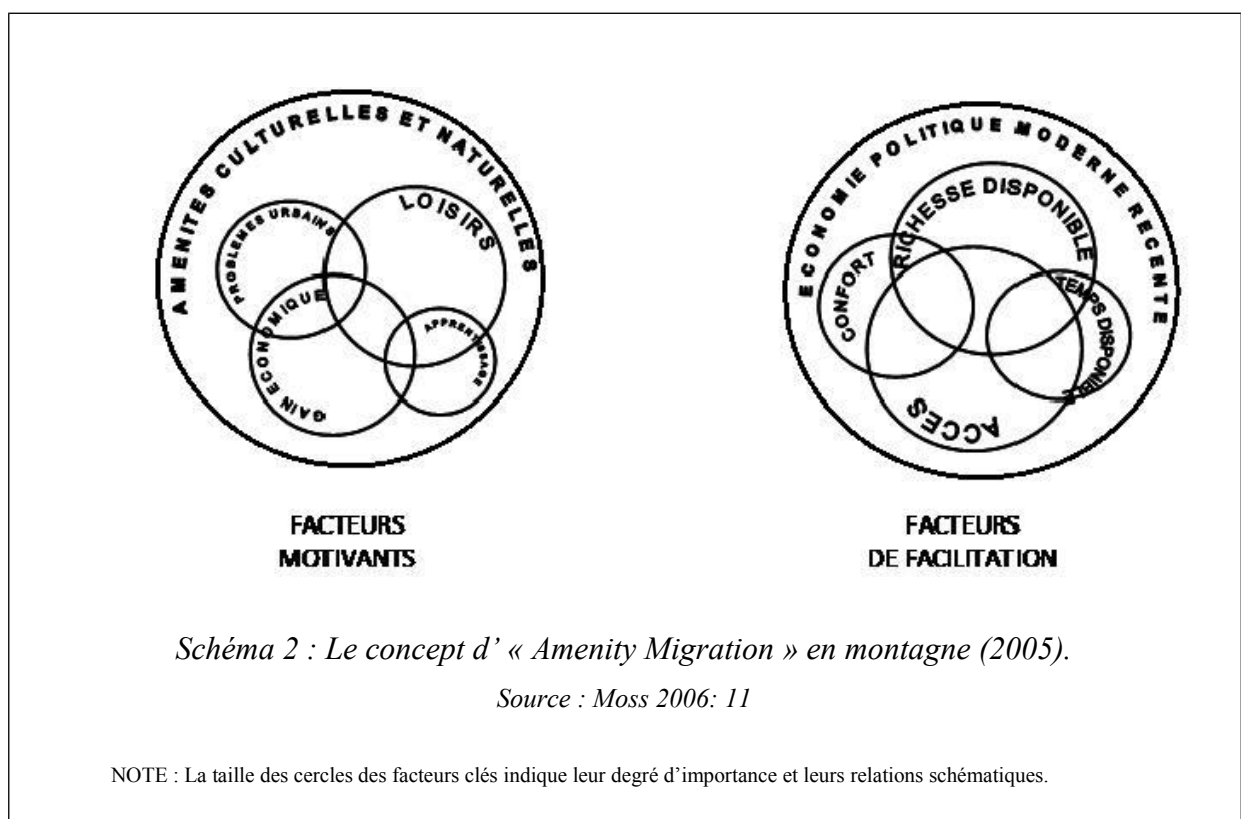 AMENITES CULTURELLES ET NATURELLES
PROBLEMES URBAINS
LOISIRS
GAIN ECONOMIQUE
APPRENTISSAGE
FACTEURS
MOTIVANTS
ECONOMIE POLITIQUE MODERNE RECENTE
RICHESSE DISPONIBLE
CONFORT
TEMPS DISPONIBLE
ACCES
FACTEURS
DE FACILITATION
Schéma 2 : Le concept d’ « Amenity Migration » en montagne (2005).
Source : Moss 2006: 11
NOTE : La taille des cercles des facteurs clés indique leur degré d’importance et leurs relations schématiques.